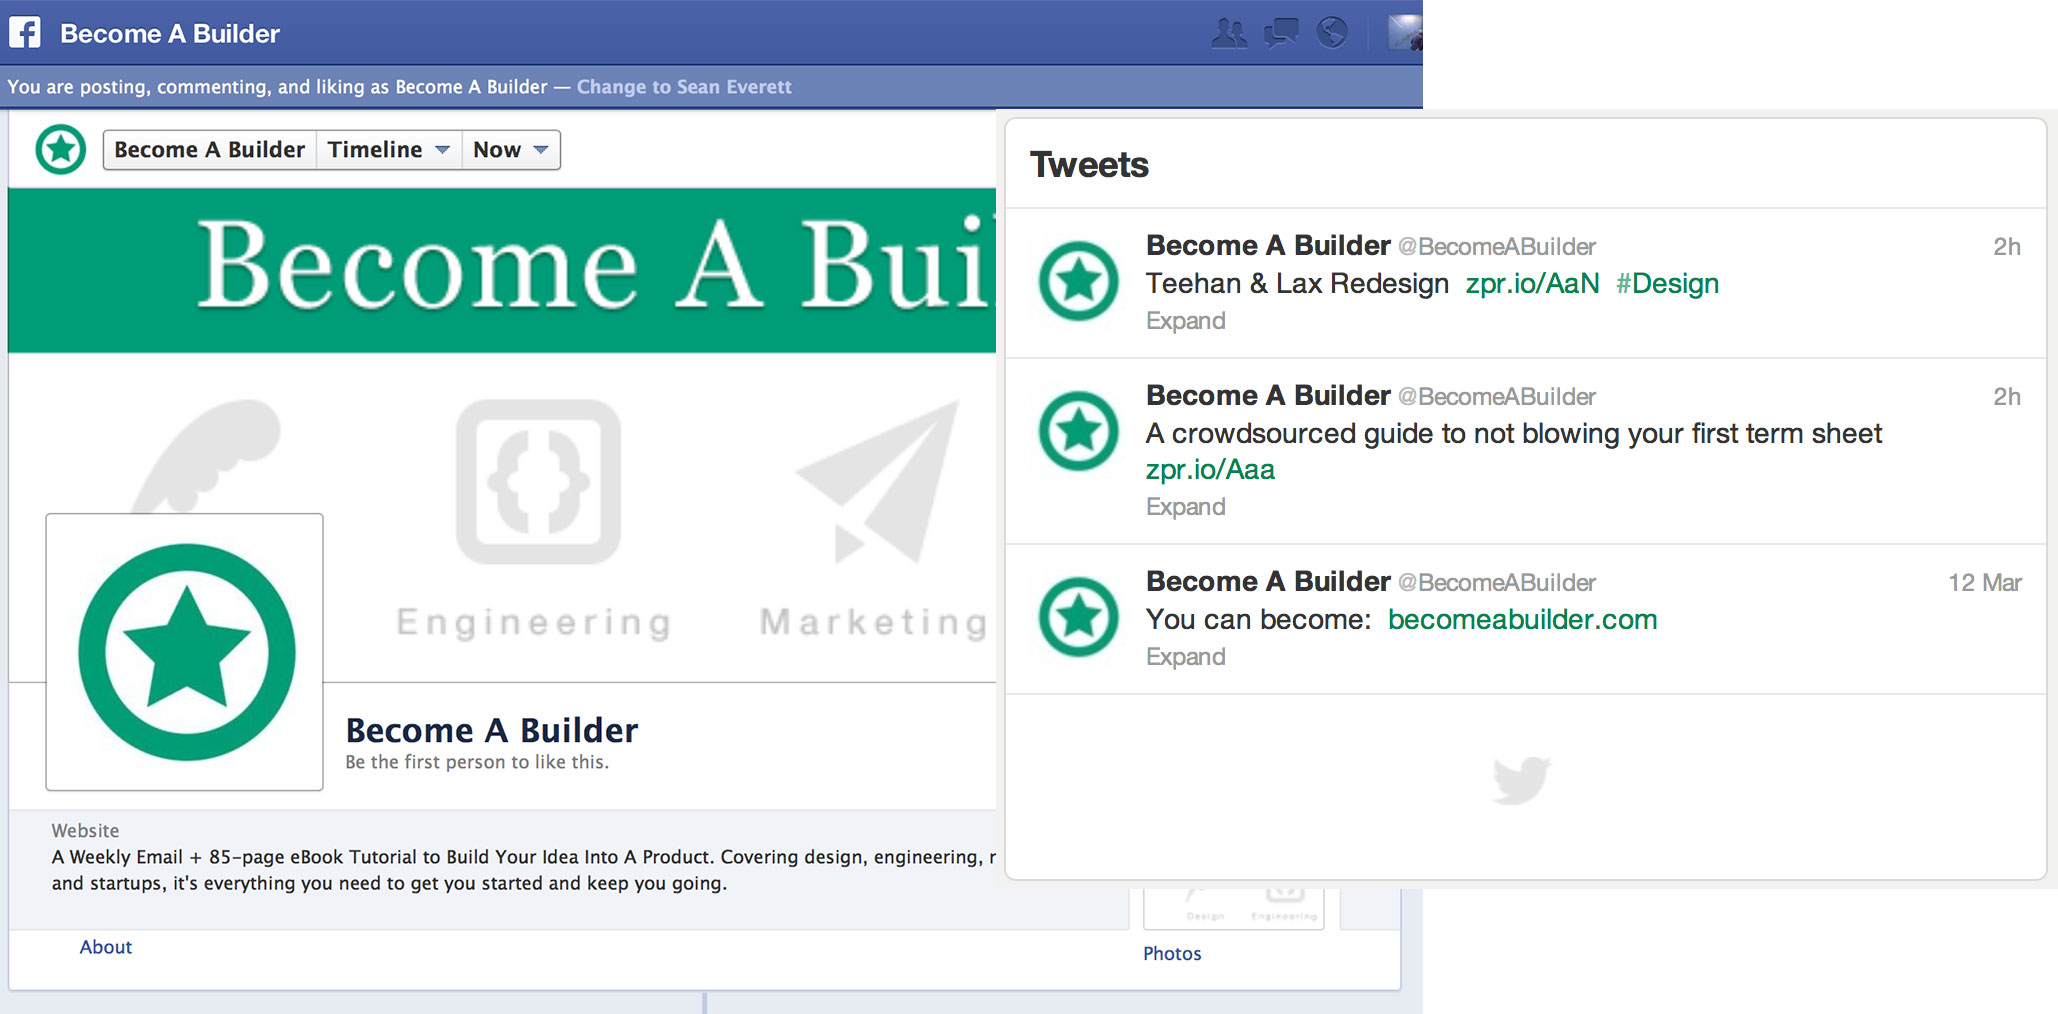 Become A Builder
You are posting, commenting, and liking as Become A Builder — Change to Sean Everett
Become A Builder Timeline Now
Become A Bui
Engineering Marketing
Become A Builder
Be the first person to like this.
Website
A Weekly Email + 85-page eBook Tutorial to Build Your Idea Into A Product. Covering design, engineering,
and startups, it's everything you need to get you started and keep you going.
About
Design Engineering
Photos
Tweets
Become A Builder @BecomeABuilder 2h
Teehan & Lax Redesign zpr.io/AaN #Design
Expand
Become A Builder @BecomeABuilder 2h
A crowdsourced guide to not blowing your first term sheet
zpr.io/Aaa
Expand
Become A Builder @BecomeABuilder 12 Mar
You can become: becomeabuilder.com
Expand